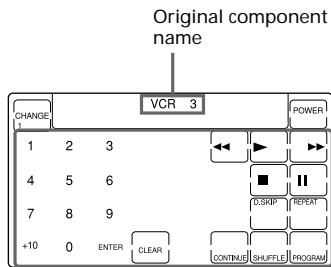 Original component
name
VCR 3
CHANGE
1
POWER
1 2 3
4 5 6
D.SKIP REPEAT
7 8 9
+10 0 ENTER CLEAR CONTINUE SHUFFLE PROGRAM